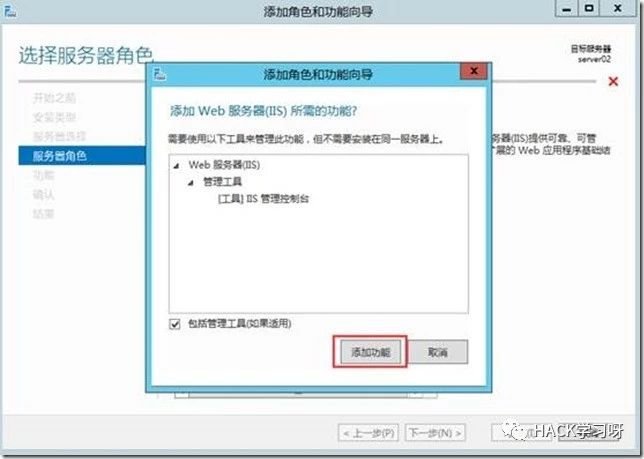 添加角色和功能向导
选择服务器角色
目标服务器
server02
开始之前
安装类型
服务器选择
服务器角色
功能
确认
结果
添加角色和功能向导
添加 Web 服务器(IIS) 所需的功能?
需要使用以下工具来管理此功能，但不需要安装在同一服务器上。
Web 服务器(IIS)
管理工具
[工具] IIS 管理控制台
包括管理工具(如果适用)
添加功能
取消
务器(IIS)提供可靠、可管
展的 Web 应用程序基础结
< 上一步(P)
下一步(N) >
HACK学习呀